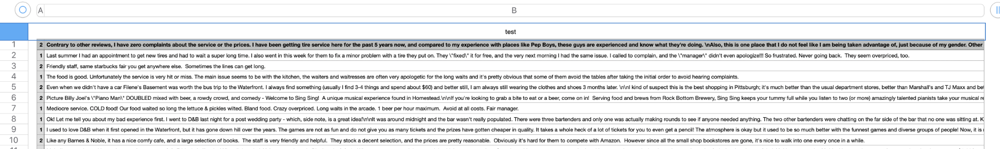 A B
test
1 2 Contrary to other reviews, I have zero complaints about the service or the prices. I have been getting tire service here for the past 5 years now, and compared to my experience with places like Pep Boys, these guys are experienced and know what they're doing. \nAlso, this is one place that I do not feel like I am being taken advantage of, just because of my gender. Other
2 1 Last summer I had an appointment to get new tires and had to wait a super long time. I also went in this week for them to fix a minor problem with a tire they put on. They \"fixed\" it for free, and the very next morning I had the same issue. I called to complain, and the \"manager\" didn't even apologize!!! So frustrated. Never going back.  They seem overpriced, too.
3 2 Friendly staff, same starbucks fair you get anywhere else.  Sometimes the lines can get long.
4 1 The food is good. Unfortunately the service is very hit or miss. The main issue seems to be with the kitchen, the waiters and waitresses are often very apologetic for the long waits and it's pretty obvious that some of them avoid the tables after taking the initial order to avoid hearing complaints.
5 2 Even when we didn't have a car Filene's Basement was worth the bus trip to the Waterfront. I always find something (usually I find 3-4 things and spend about $60) and better still, I am always still wearing the clothes and shoes 3 months later. \n\nI kind of suspect this is the best shopping in Pittsburgh; it's much better than the usual department stores, better than Marshall's and TJ Maxx and bet
6 2 Picture Billy Joel's \"Piano Man\" DOUBLED mixed with beer, a rowdy crowd, and comedy - Welcome to Sing Sing!  A unique musical experience found in Homestead.\n\nIf you're looking to grab a bite to eat or a beer, come on in!  Serving food and brews from Rock Bottom Brewery, Sing Sing keeps your tummy full while you listen to two (or more) amazingly talented pianists take your musical re
7 1 Mediocre service. COLD food! Our food waited so long the lettuce & pickles wilted. Bland food. Crazy overpriced. Long waits in the arcade. 1 beer per hour maximum.  Avoid at all costs. Fair manager.
8 1 Ok! Let me tell you about my bad experience first. I went to D&B last night for a post wedding party - which, side note, is a great idea!\n\nIt was around midnight and the bar wasn't really populated. There were three bartenders and only one was actually making rounds to see if anyone needed anything. The two other bartenders were chatting on the far side of the bar that no one was sitting at. K
9 1 I used to love D&B when it first opened in the Waterfront, but it has gone down hill over the years. The games are not as fun and do not give you as many tickets and the prizes have gotten cheaper in quality. It takes a whole heck of a lot of tickets for you to even get a pencil! The atmosphere is okay but it used to be so much better with the funnest games and diverse groups of people! Now, it is
10 2 Like any Barnes & Noble, it has a nice comfy cafe, and a large selection of books.  The staff is very friendly and helpful.  They stock a decent selection, and the prices are pretty reasonable.  Obviously it's hard for them to compete with Amazon.  However since all the small shop bookstores are gone, it's nice to walk into one every once in a while.